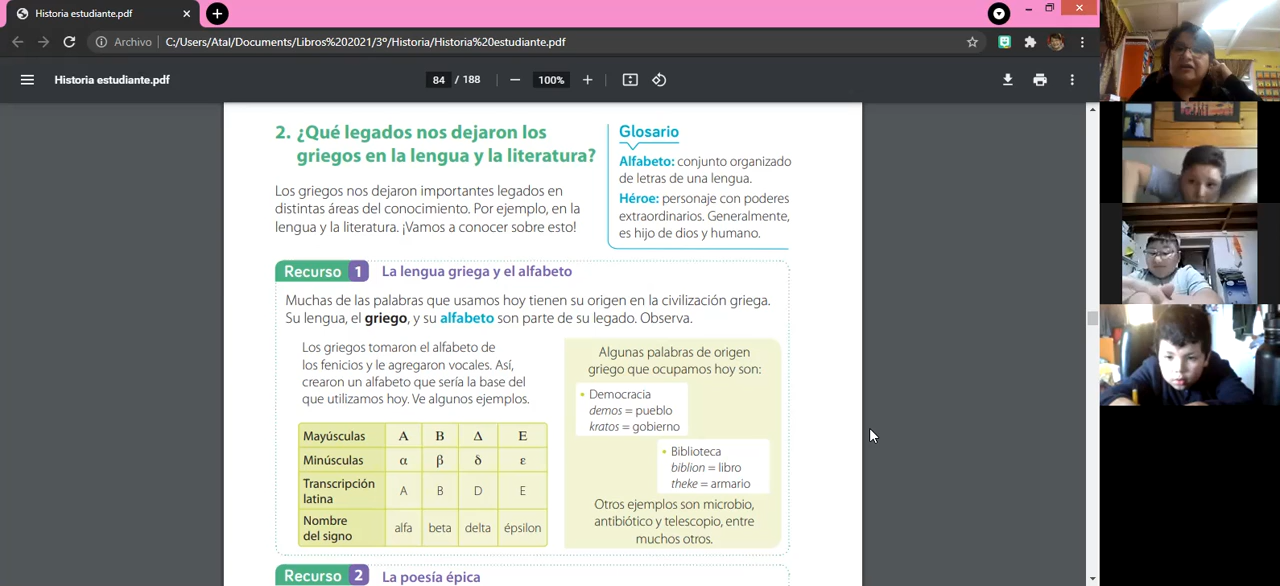 Historia estudiante.pdf
Archivo C:/Users/Atal/Documents/Libros%202021/3º/Historia/Historia%20estudiante.pdf
Historia estudiante.pdf
84 / 188
100%
2. ¿Qué legados nos dejaron los
griegos en la lengua y la literatura?
Los griegos nos dejaron importantes legados en
distintas áreas del conocimiento. Por ejemplo, en la
lengua y la literatura. ¡Vamos a conocer sobre esto!
Glosario
Alfabeto: conjunto organizado
de letras de una lengua.
Héroe: personaje con poderes
extraordinarios. Generalmente,
es hijo de dios y humano.
Recurso 1 La lengua griega y el alfabeto
Muchas de las palabras que usamos hoy tienen su origen en la civilización griega.
Su lengua, el griego, y su alfabeto son parte de su legado. Observa.
Los griegos tomaron el alfabeto de
los fenicios y le agregaron vocales. Así,
crearon un alfabeto que sería la base del
que utilizamos hoy. Ve algunos ejemplos.
Mayúsculas Α Β Δ Ε
Minúsculas α β δ ε
Transcripción
latina A B D E
Nombre
del signo alfa beta delta épsilon
Algunas palabras de origen
griego que ocupamos hoy son:
• Democracia
demos = pueblo
kratos = gobierno
• Biblioteca
biblion = libro
theke = armario
Otros ejemplos son microbio,
antibiótico y telescopio, entre
muchos otros.
Recurso 2 La poesía épica